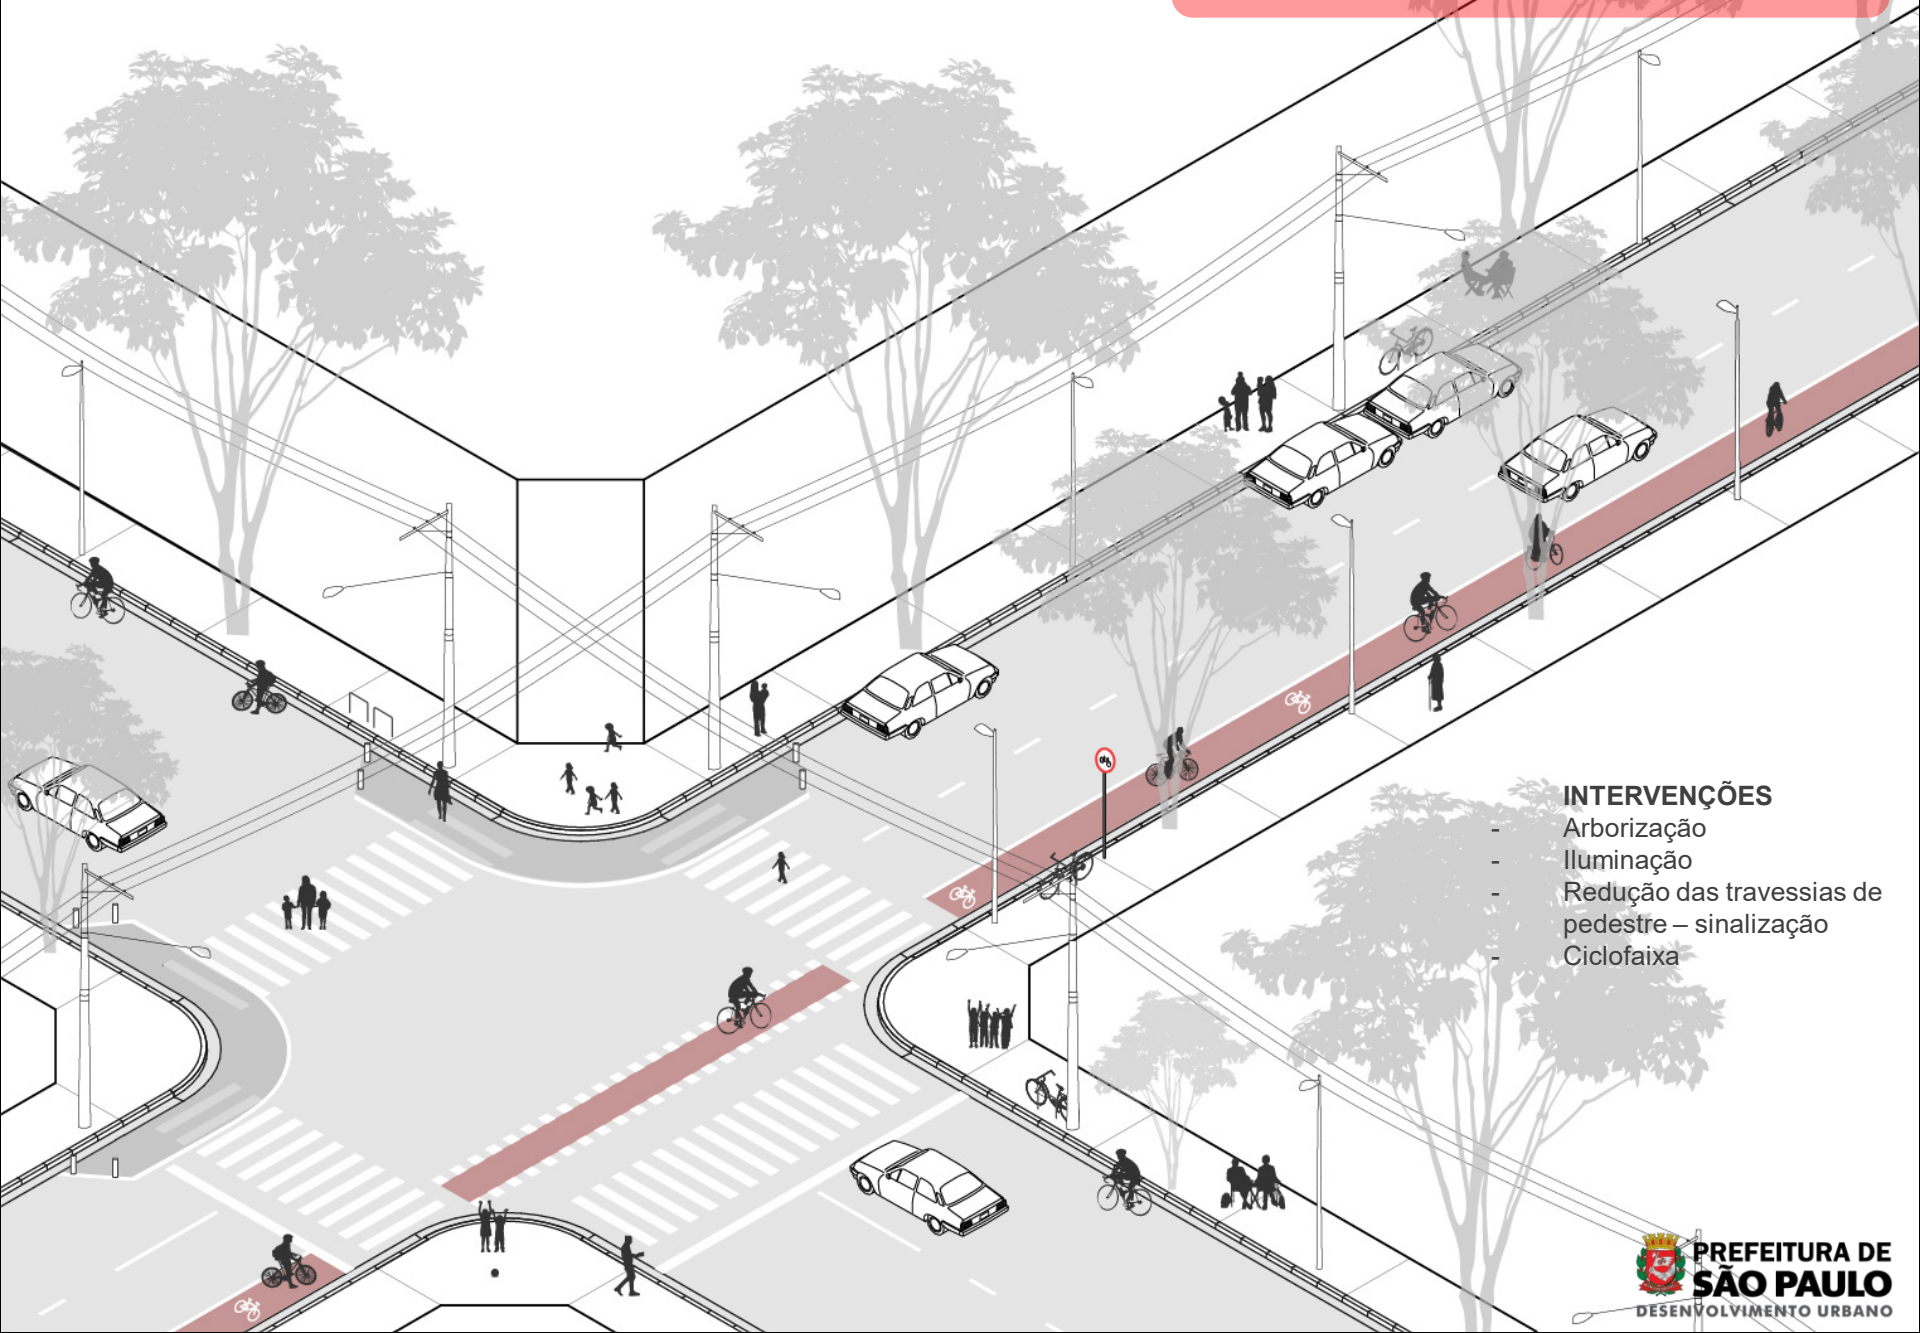 INTERVENÇÕES
- Arborização
- Iluminação
- Redução das travessias de
pedestre – sinalização
- Ciclofaixa
PREFEITURA DE
SÃO PAULO
DESENVOLVIMENTO URBANO